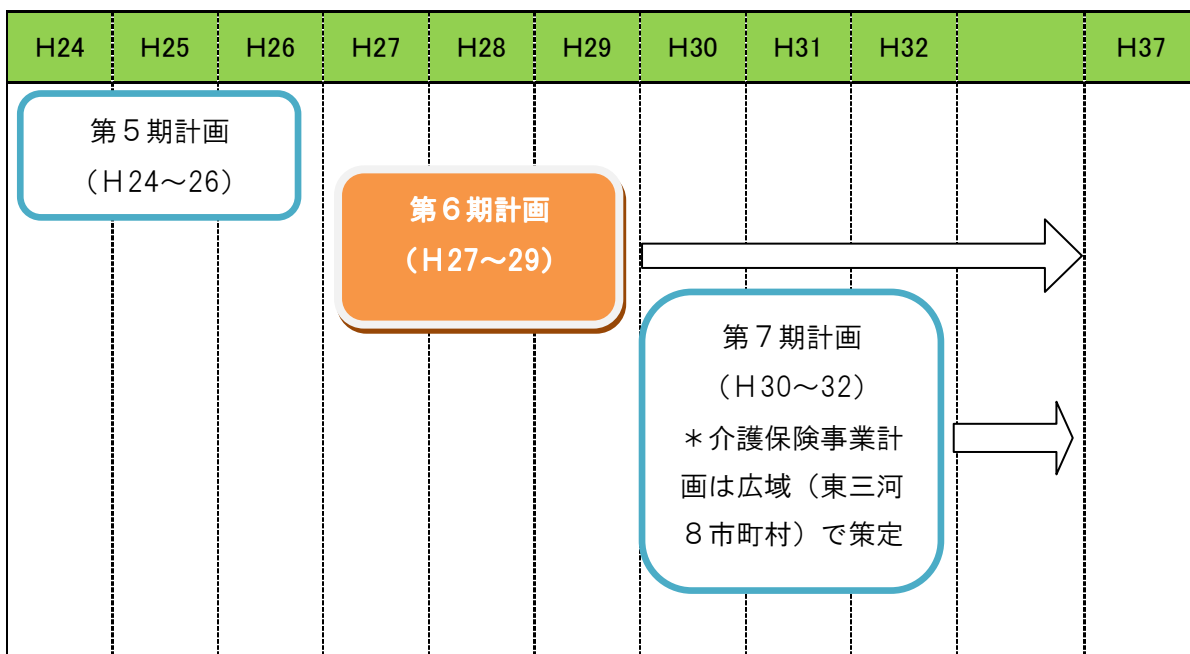 H24 H25 H26 H27 H28 H29 H30 H31 H32 H37
第5期計画
(H24~26)
第6期計画
(H27~29)
第7期計画
(H30~32)
*介護保険事業計
画は広域(東三河
8市町村)で策定